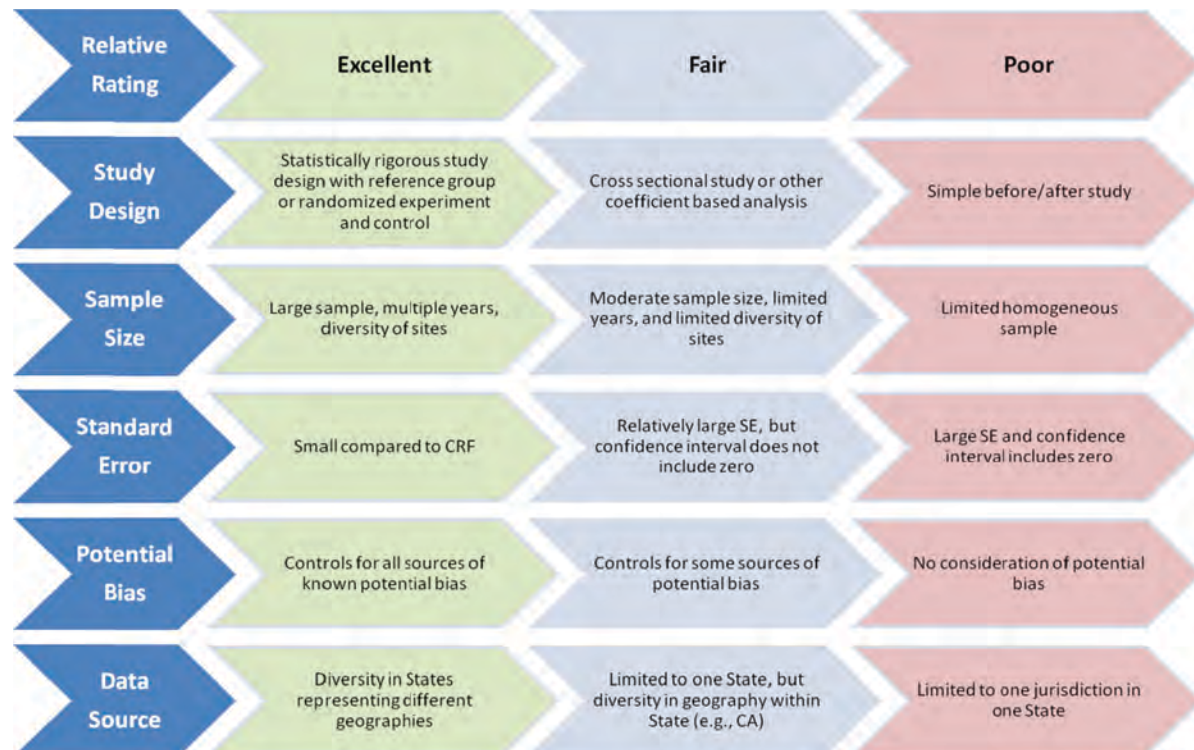 Relative
Rating
Excellent
Fair
Poor
Study
Design
Statistically rigorous study
design with reference group
or randomized experiment
and control
Cross sectional study or other
coefficient based analysis
Simple before/after study
Sample
Size
Large sample, multiple years,
diversity of sites
Moderate sample size, limited
years, and limited diversity of
sites
Limited homogeneous
sample
Standard
Error
Small compared to CRF
Relatively large SE, but
confidence interval does not
include zero
Large SE and confidence
interval includes zero
Potential
Bias
Controls for all sources of
known potential bias
Controls for some sources of
potential bias
No consideration of potential
bias
Data
Source
Diversity in States
representing different
geographies
Limited to one State, but
diversity in geography within
State (e.g., CA)
Limited to one jurisdiction in
one State